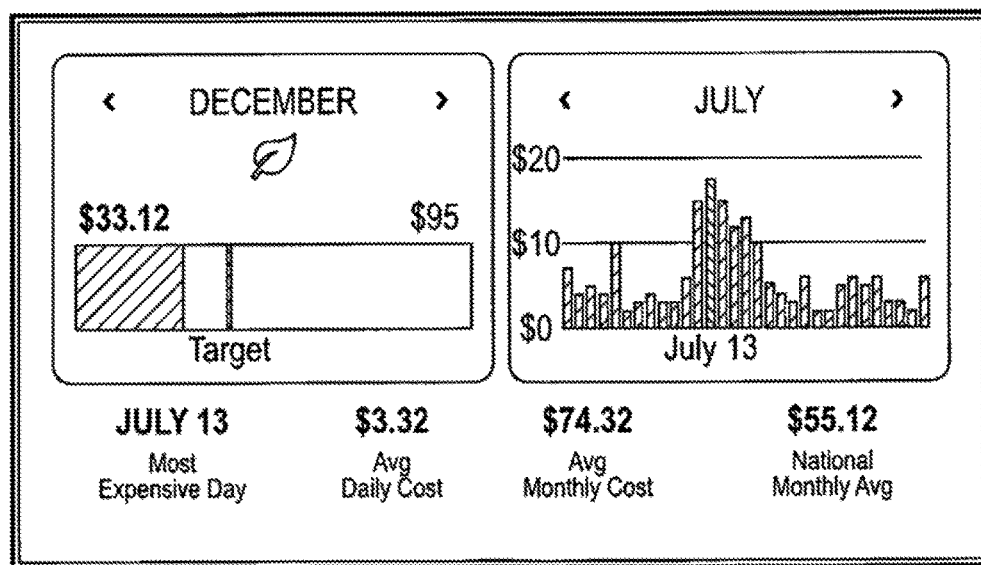 < DECEMBER >
$33.12 $95
Target
< JULY >
$20
$10
$0
July 13
JULY 13
Most
Expensive Day
$3.32
Avg
Daily Cost
$74.32
Avg
Monthly Cost
$55.12
National
Monthly Avg